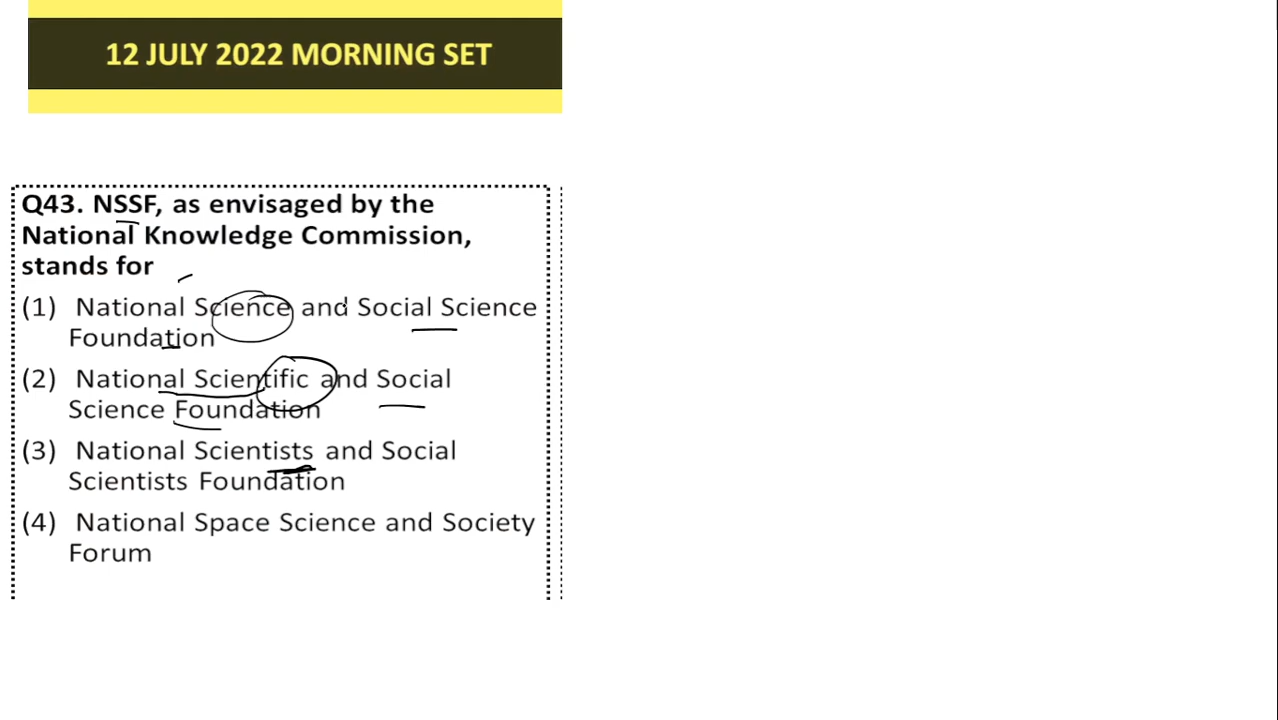 12 JULY 2022 MORNING SET
Q43. NSSF, as envisaged by the
National Knowledge Commission,
stands for
(1) National Science and Social Science
Foundation
(2) National Scientific and Social
Science Foundation
(3) National Scientists and Social
Scientists Foundation
(4) National Space Science and Society
Forum